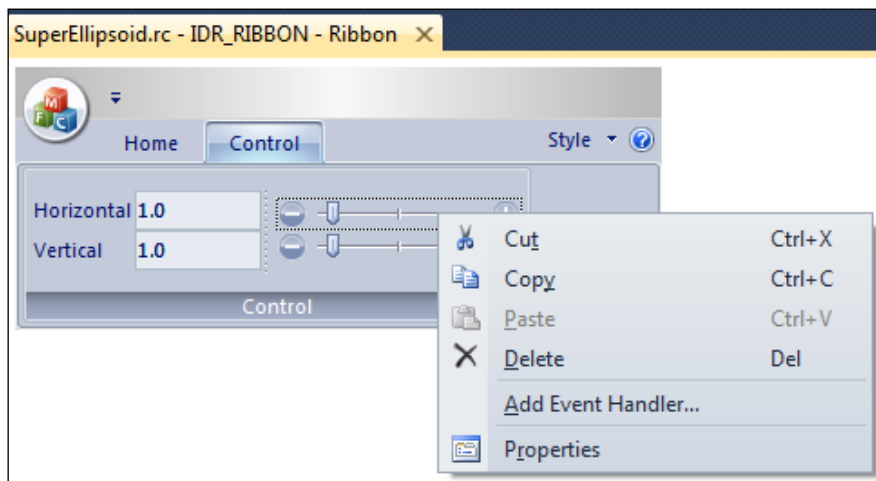 SuperEllipsoid.rc - IDR_RIBBON - Ribbon
M
F C
Home Control Style
Horizontal 1.0
Vertical 1.0
Control
Cut Ctrl+X
Copy Ctrl+C
Paste Ctrl+V
Delete Del
Add Event Handler...
Properties